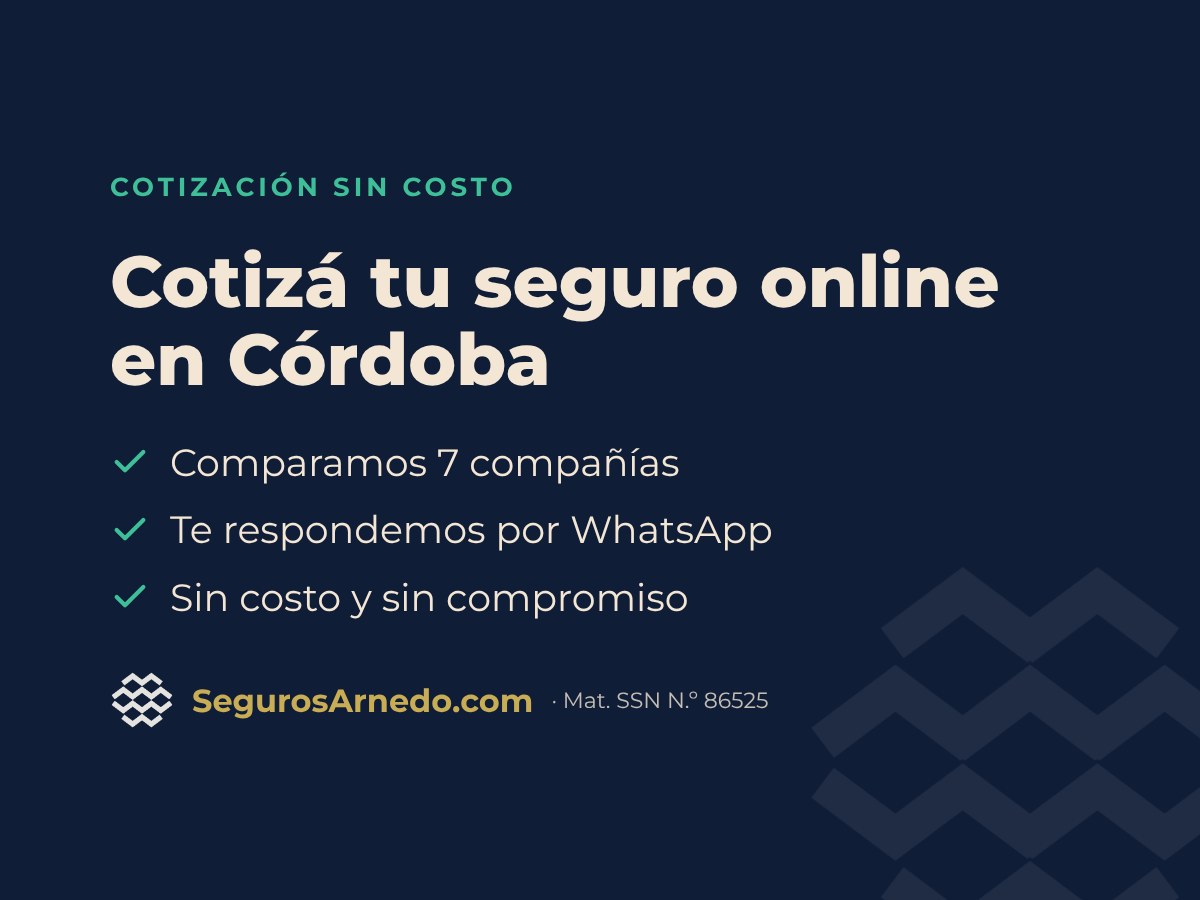 COTIZACIÓN SIN COSTO
Cotizá tu seguro online
en Córdoba
Comparamos 7 compañías
Te respondemos por WhatsApp
Sin costo y sin compromiso
SegurosArnedo.com · Mat. SSN N.º 86525